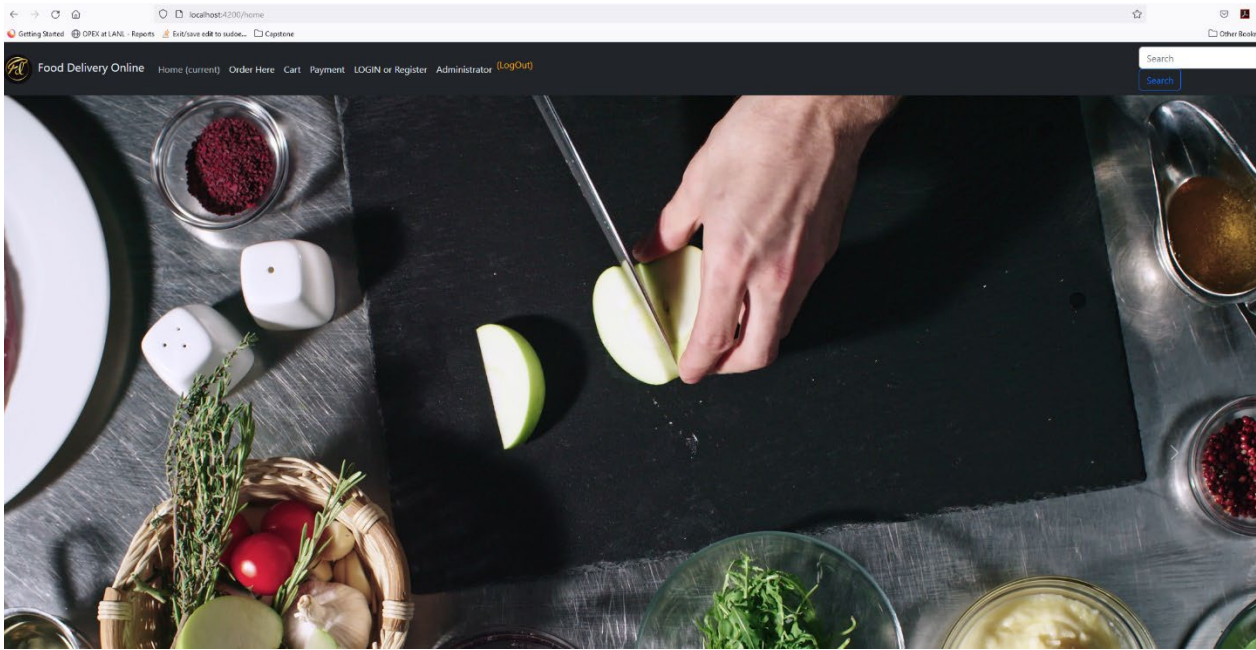 localhost:4200/home
Getting Started OPEX at LANL - Reports Exit/save edit to sudoe... Capstone Other Books
Food Delivery Online Home (current) Order Here Cart Payment LOGIN or Register Administrator (LogOut)
Search
Search